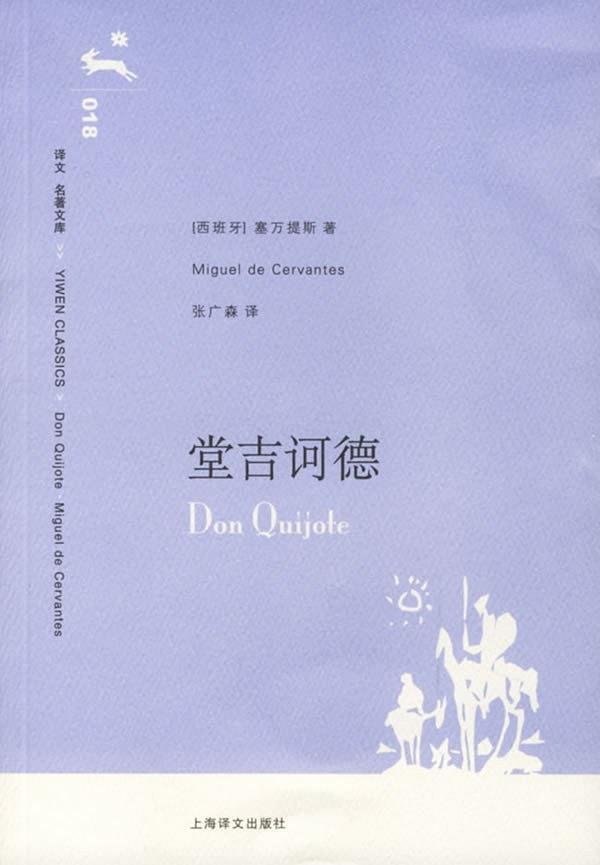 018
译文 名著文库 >> YIWEN CLASSICS > Don Quijote · Miguel de Cervantes
[西班牙] 塞万提斯 著
Miguel de Cervantes
张广森 译
堂吉诃德
Don Quijote
上海译文出版社